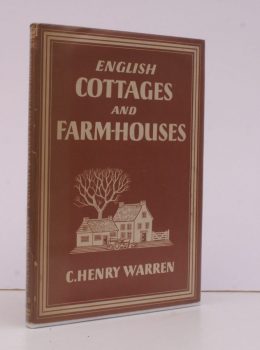 ENGLISH
COTTAGES
AND
FARM-HOUSES
C. HENRY WARREN